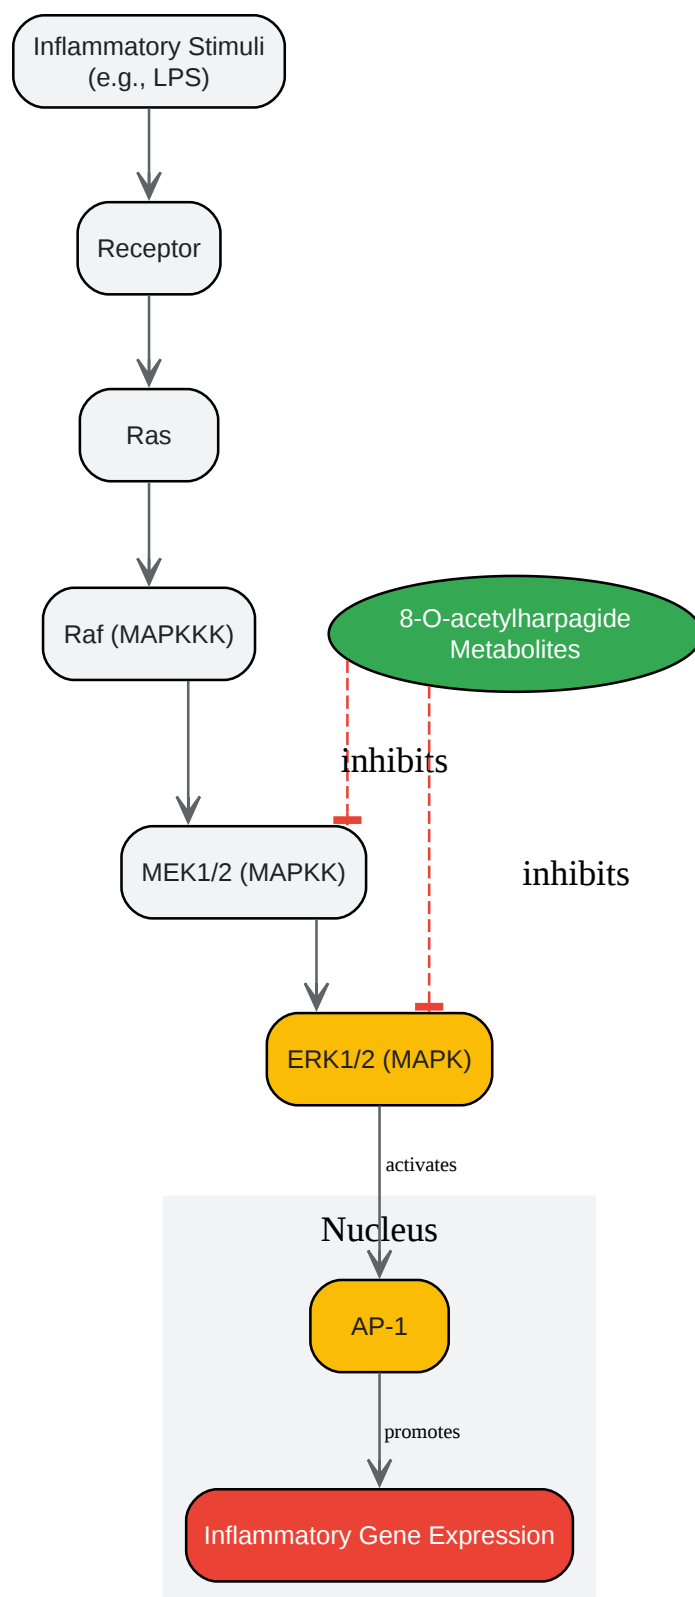 Inflammatory Stimuli
(e.g., LPS)
Receptor
Ras
Raf (MAPKKK)
8-O-acetylharpagide
Metabolites
inhibits
MEK1/2 (MAPKK)
inhibits
ERK1/2 (MAPK)
activates
Nucleus
AP-1
promotes
Inflammatory Gene Expression